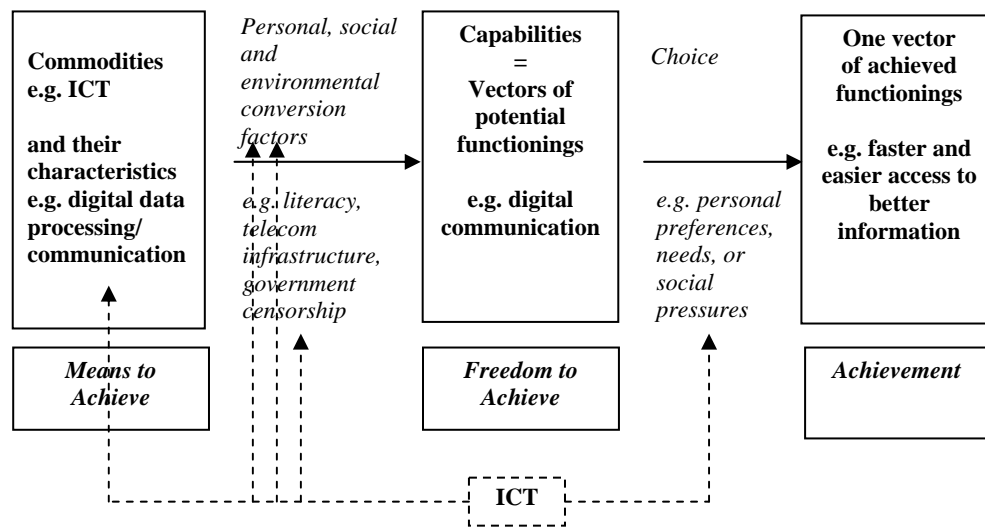 Commodities
e.g. ICT
and their
characteristics
e.g. digital data
processing/
communication
Personal, social
and
environmental
conversion
factors
e.g. literacy,
telecom
infrastructure,
government
censorship
Capabilities
=
Vectors of
potential
functionings
e.g. digital
communication
Choice
e.g. personal
preferences,
needs, or
social
pressures
One vector
of achieved
functionings
e.g. faster and
easier access to
better
information
Means to
Achieve
Freedom to
Achieve
Achievement
ICT